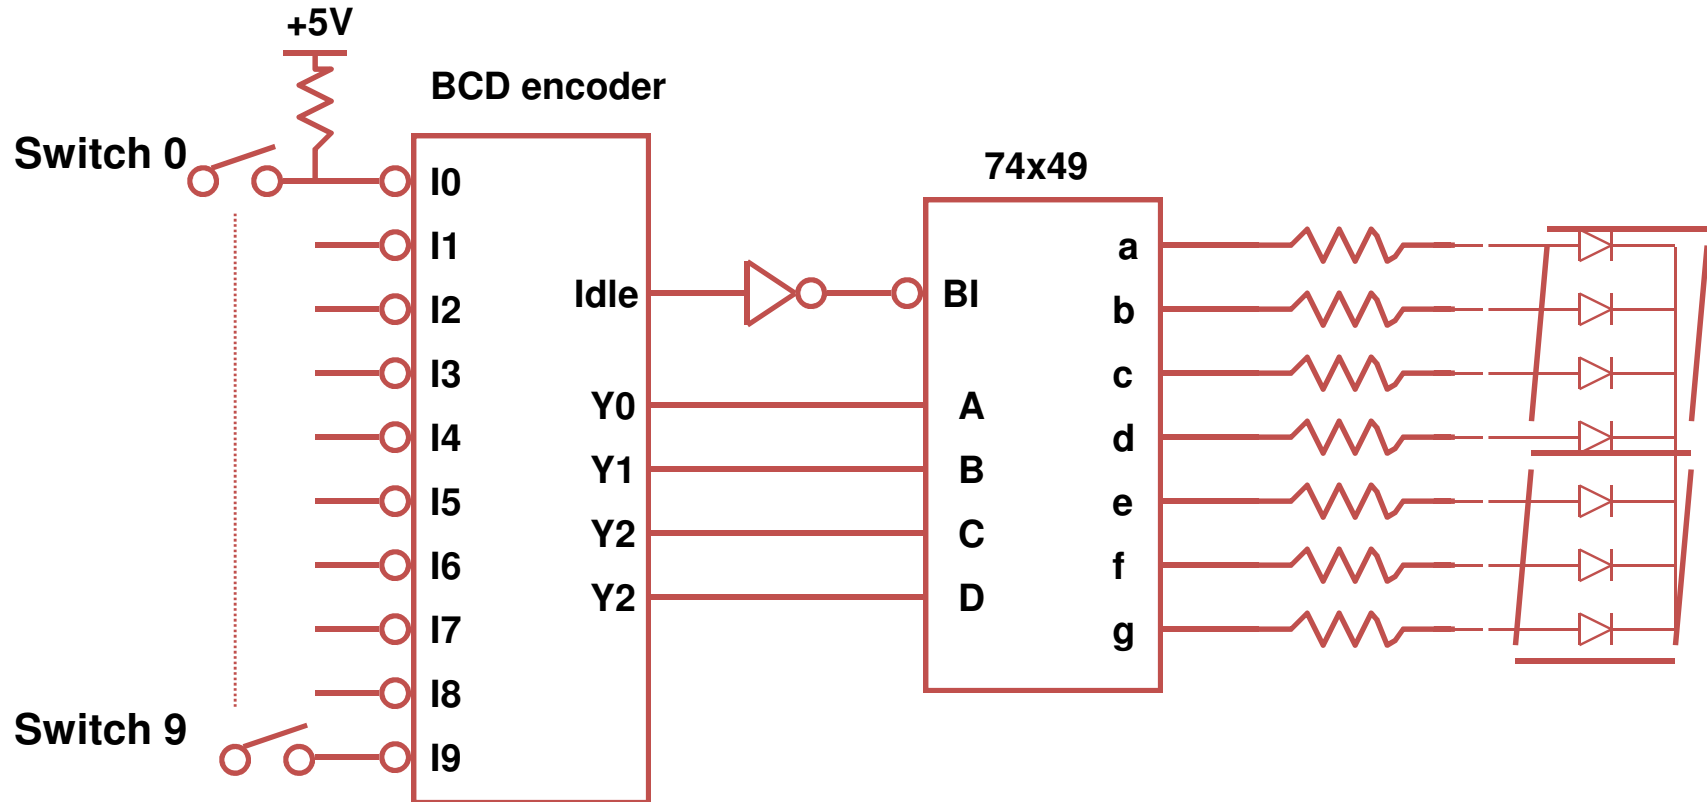 +5V
BCD encoder
Switch 0
74x49
I0
I1
I2
I3
I4
I5
I6
I7
I8
I9
Switch 9
Idle
Y0
Y1
Y2
Y2
BI
A
B
C
D
a
b
c
d
e
f
g